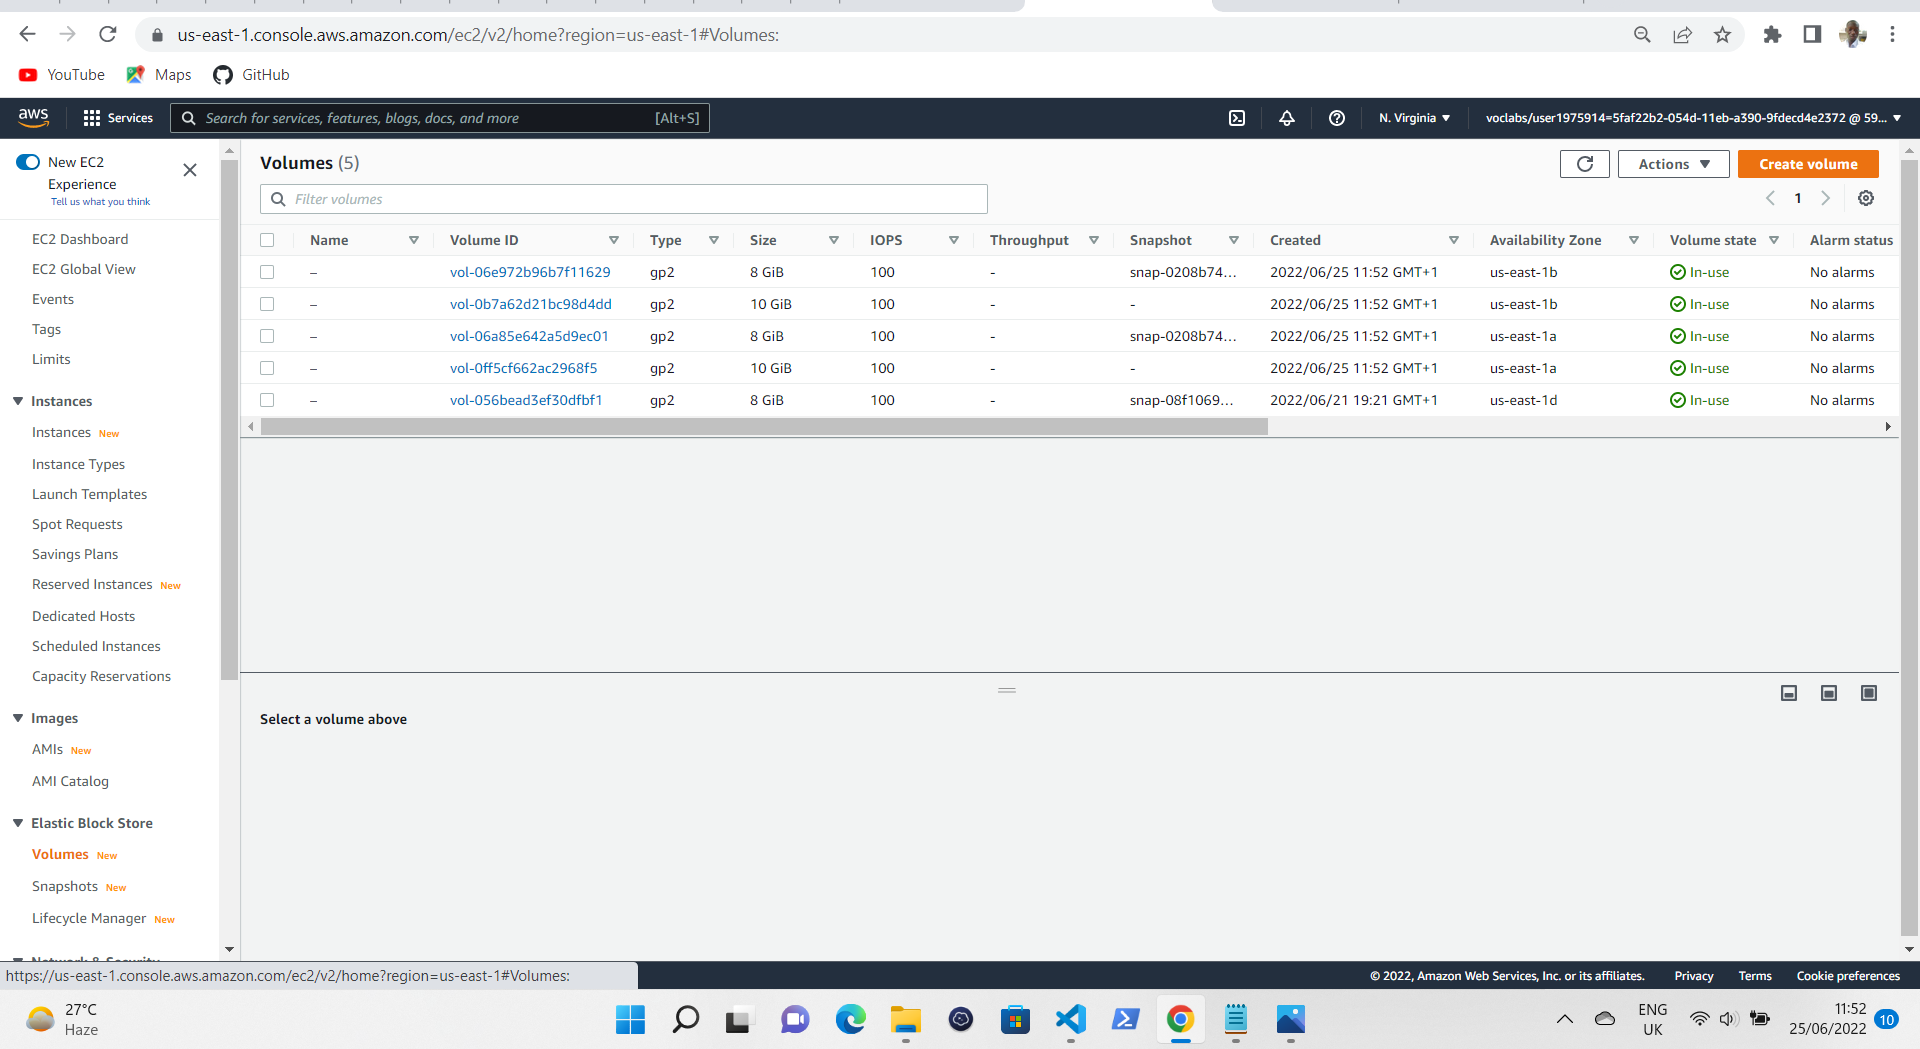 us-east-1.console.aws.amazon.com/ec2/v2/home?region=us-east-1#Volumes:
YouTube Maps GitHub
aws Services Search for services, features, blogs, docs, and more [Alt+S] N. Virginia voclabs/user1975914=5faf22b2-054d-11eb-a390-9fdecd4e2372 @ 59...
New EC2
Experience
Tell us what you think
EC2 Dashboard
EC2 Global View
Events
Tags
Limits
Instances
Instances New
Instance Types
Launch Templates
Spot Requests
Savings Plans
Reserved Instances New
Dedicated Hosts
Scheduled Instances
Capacity Reservations
Images
AMIs New
AMI Catalog
Elastic Block Store
Volumes New
Snapshots New
Lifecycle Manager New
Network & Security
Volumes (5)
Actions Create volume
Filter volumes
1
Name Volume ID Type Size IOPS Throughput Snapshot Created Availability Zone Volume state Alarm status
– vol-06e972b96b7f11629 gp2 8 GiB 100 - snap-0208b74... 2022/06/25 11:52 GMT+1 us-east-1b In-use No alarms
– vol-0b7a62d21bc98d4dd gp2 10 GiB 100 - - 2022/06/25 11:52 GMT+1 us-east-1b In-use No alarms
– vol-06a85e642a5d9ec01 gp2 8 GiB 100 - snap-0208b74... 2022/06/25 11:52 GMT+1 us-east-1a In-use No alarms
– vol-0ff5cf662ac2968f5 gp2 10 GiB 100 - - 2022/06/25 11:52 GMT+1 us-east-1a In-use No alarms
– vol-056bead3ef30dfbf1 gp2 8 GiB 100 - snap-08f1069... 2022/06/21 19:21 GMT+1 us-east-1d In-use No alarms
Select a volume above
https://us-east-1.console.aws.amazon.com/ec2/v2/home?region=us-east-1#Volumes:
© 2022, Amazon Web Services, Inc. or its affiliates. Privacy Terms Cookie preferences
27°C
Haze
ENG
UK
11:52
25/06/2022
10